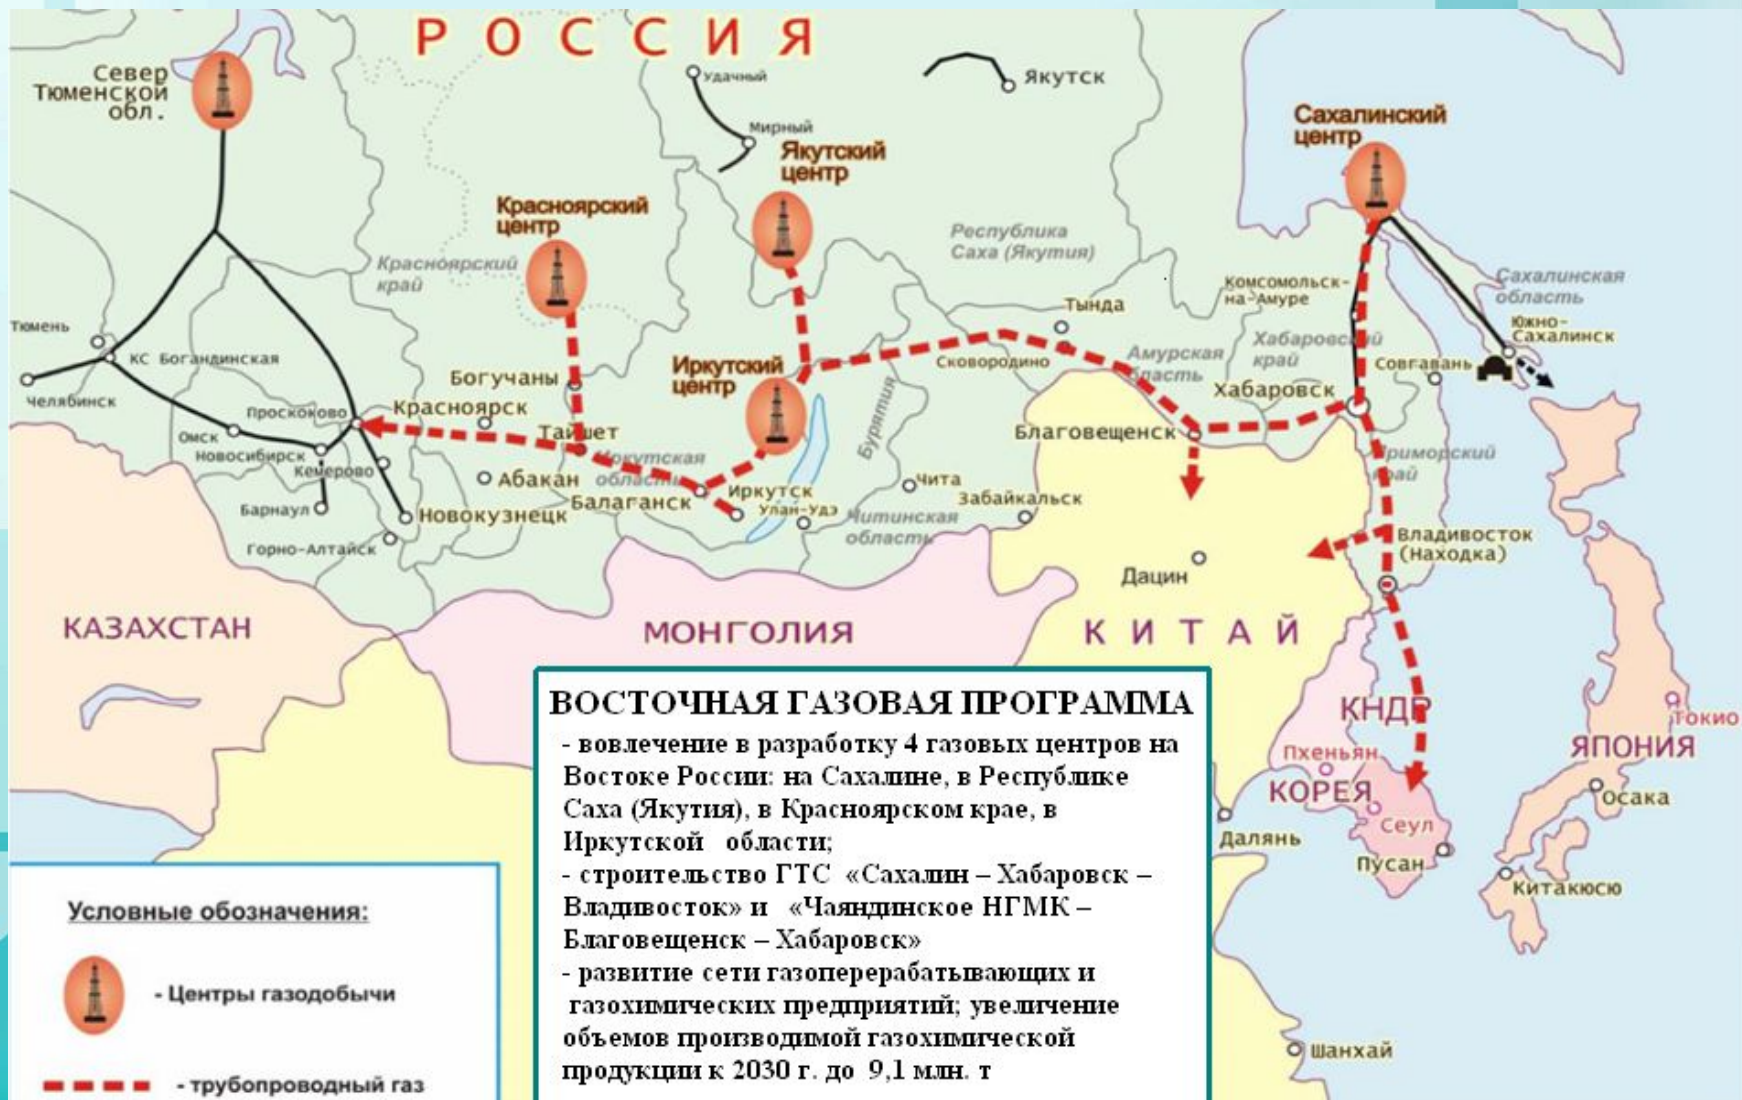 РОССИЯ
Север
Тюменской
обл.
Удачный
Якутск
Мирный
Якутский
центр
Сахалинский
центр
Красноярский
центр
Республика
Саха (Якутия)
Красноярский
край
Комсомольск-
на-Амуре
Сахалинская
область
Тюмень
Тында
Южно-
Сахалинск
КС Богандинская
Хабаровский
край
Сковородино
Амурская
область
Совгавань
Иркутский
центр
Богучаны
Хабаровск
Челябинск
Проскоково
Красноярск
Бурятия
Омск
Тайшет
Благовещенск
Новосибирск
Кемерово
Иркутская
область
Приморский
край
Абакан
Чита
Балаганск
Иркутск
Забайкальск
Барнаул
Новокузнецк
Улан-Удэ
Читинская
область
Горно-Алтайск
Владивосток
(Находка)
Дацин
КАЗАХСТАН
МОНГОЛИЯ
КИТАЙ
КНДР
Токио
Пхеньян
ЯПОНИЯ
КОРЕЯ
Осака
Сеул
Далянь
Пусан
Китакюсю
Шанхай
ВОСТОЧНАЯ ГАЗОВАЯ ПРОГРАММА
- вовлечение в разработку 4 газовых центров на
Востоке России: на Сахалине, в Республике
Саха (Якутия), в Красноярском крае, в
Иркутской области;
- строительство ГТС «Сахалин – Хабаровск –
Владивосток» и «Чаяндинское НГМК –
Благовещенск – Хабаровск»
- развитие сети газоперерабатывающих и
газохимических предприятий; увеличение
объемов производимой газохимической
продукции к 2030 г. до 9,1 млн. т
Условные обозначения:
- Центры газодобычи
- трубопроводный газ